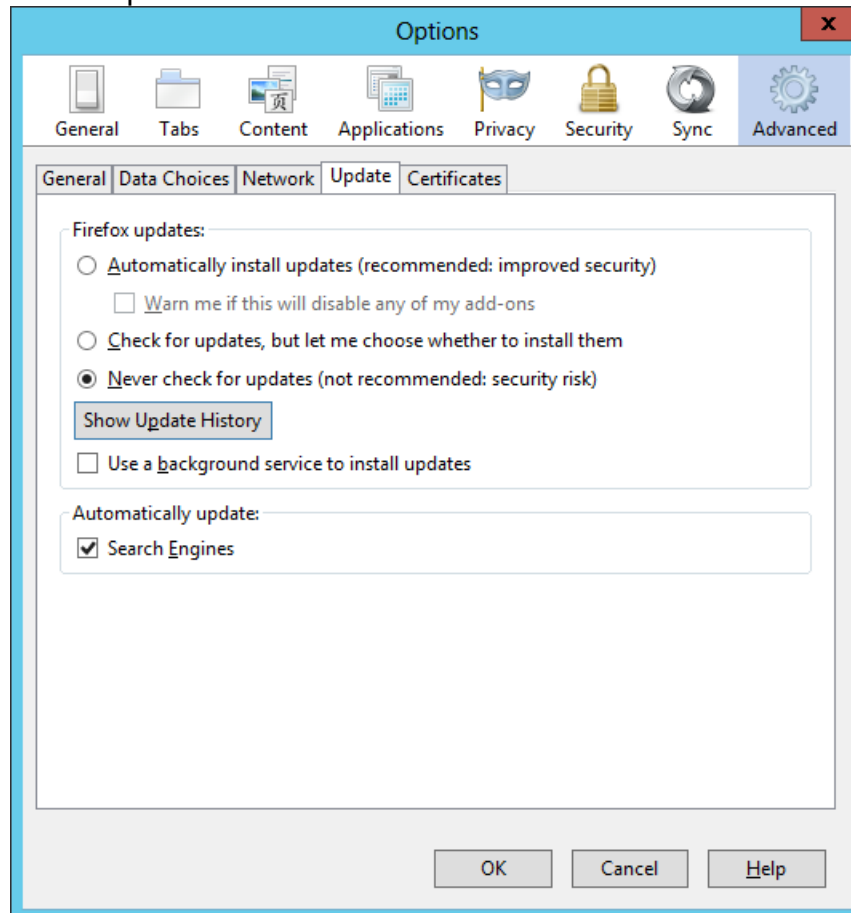 Options
x
页
General Tabs Content Applications Privacy Security Sync Advanced
General Data Choices Network Update Certificates
Firefox updates:
Automatically install updates (recommended: improved security)
Warn me if this will disable any of my add-ons
Check for updates, but let me choose whether to install them
Never check for updates (not recommended: security risk)
Show Update History
Use a background service to install updates
Automatically update:
Search Engines
OK Cancel Help